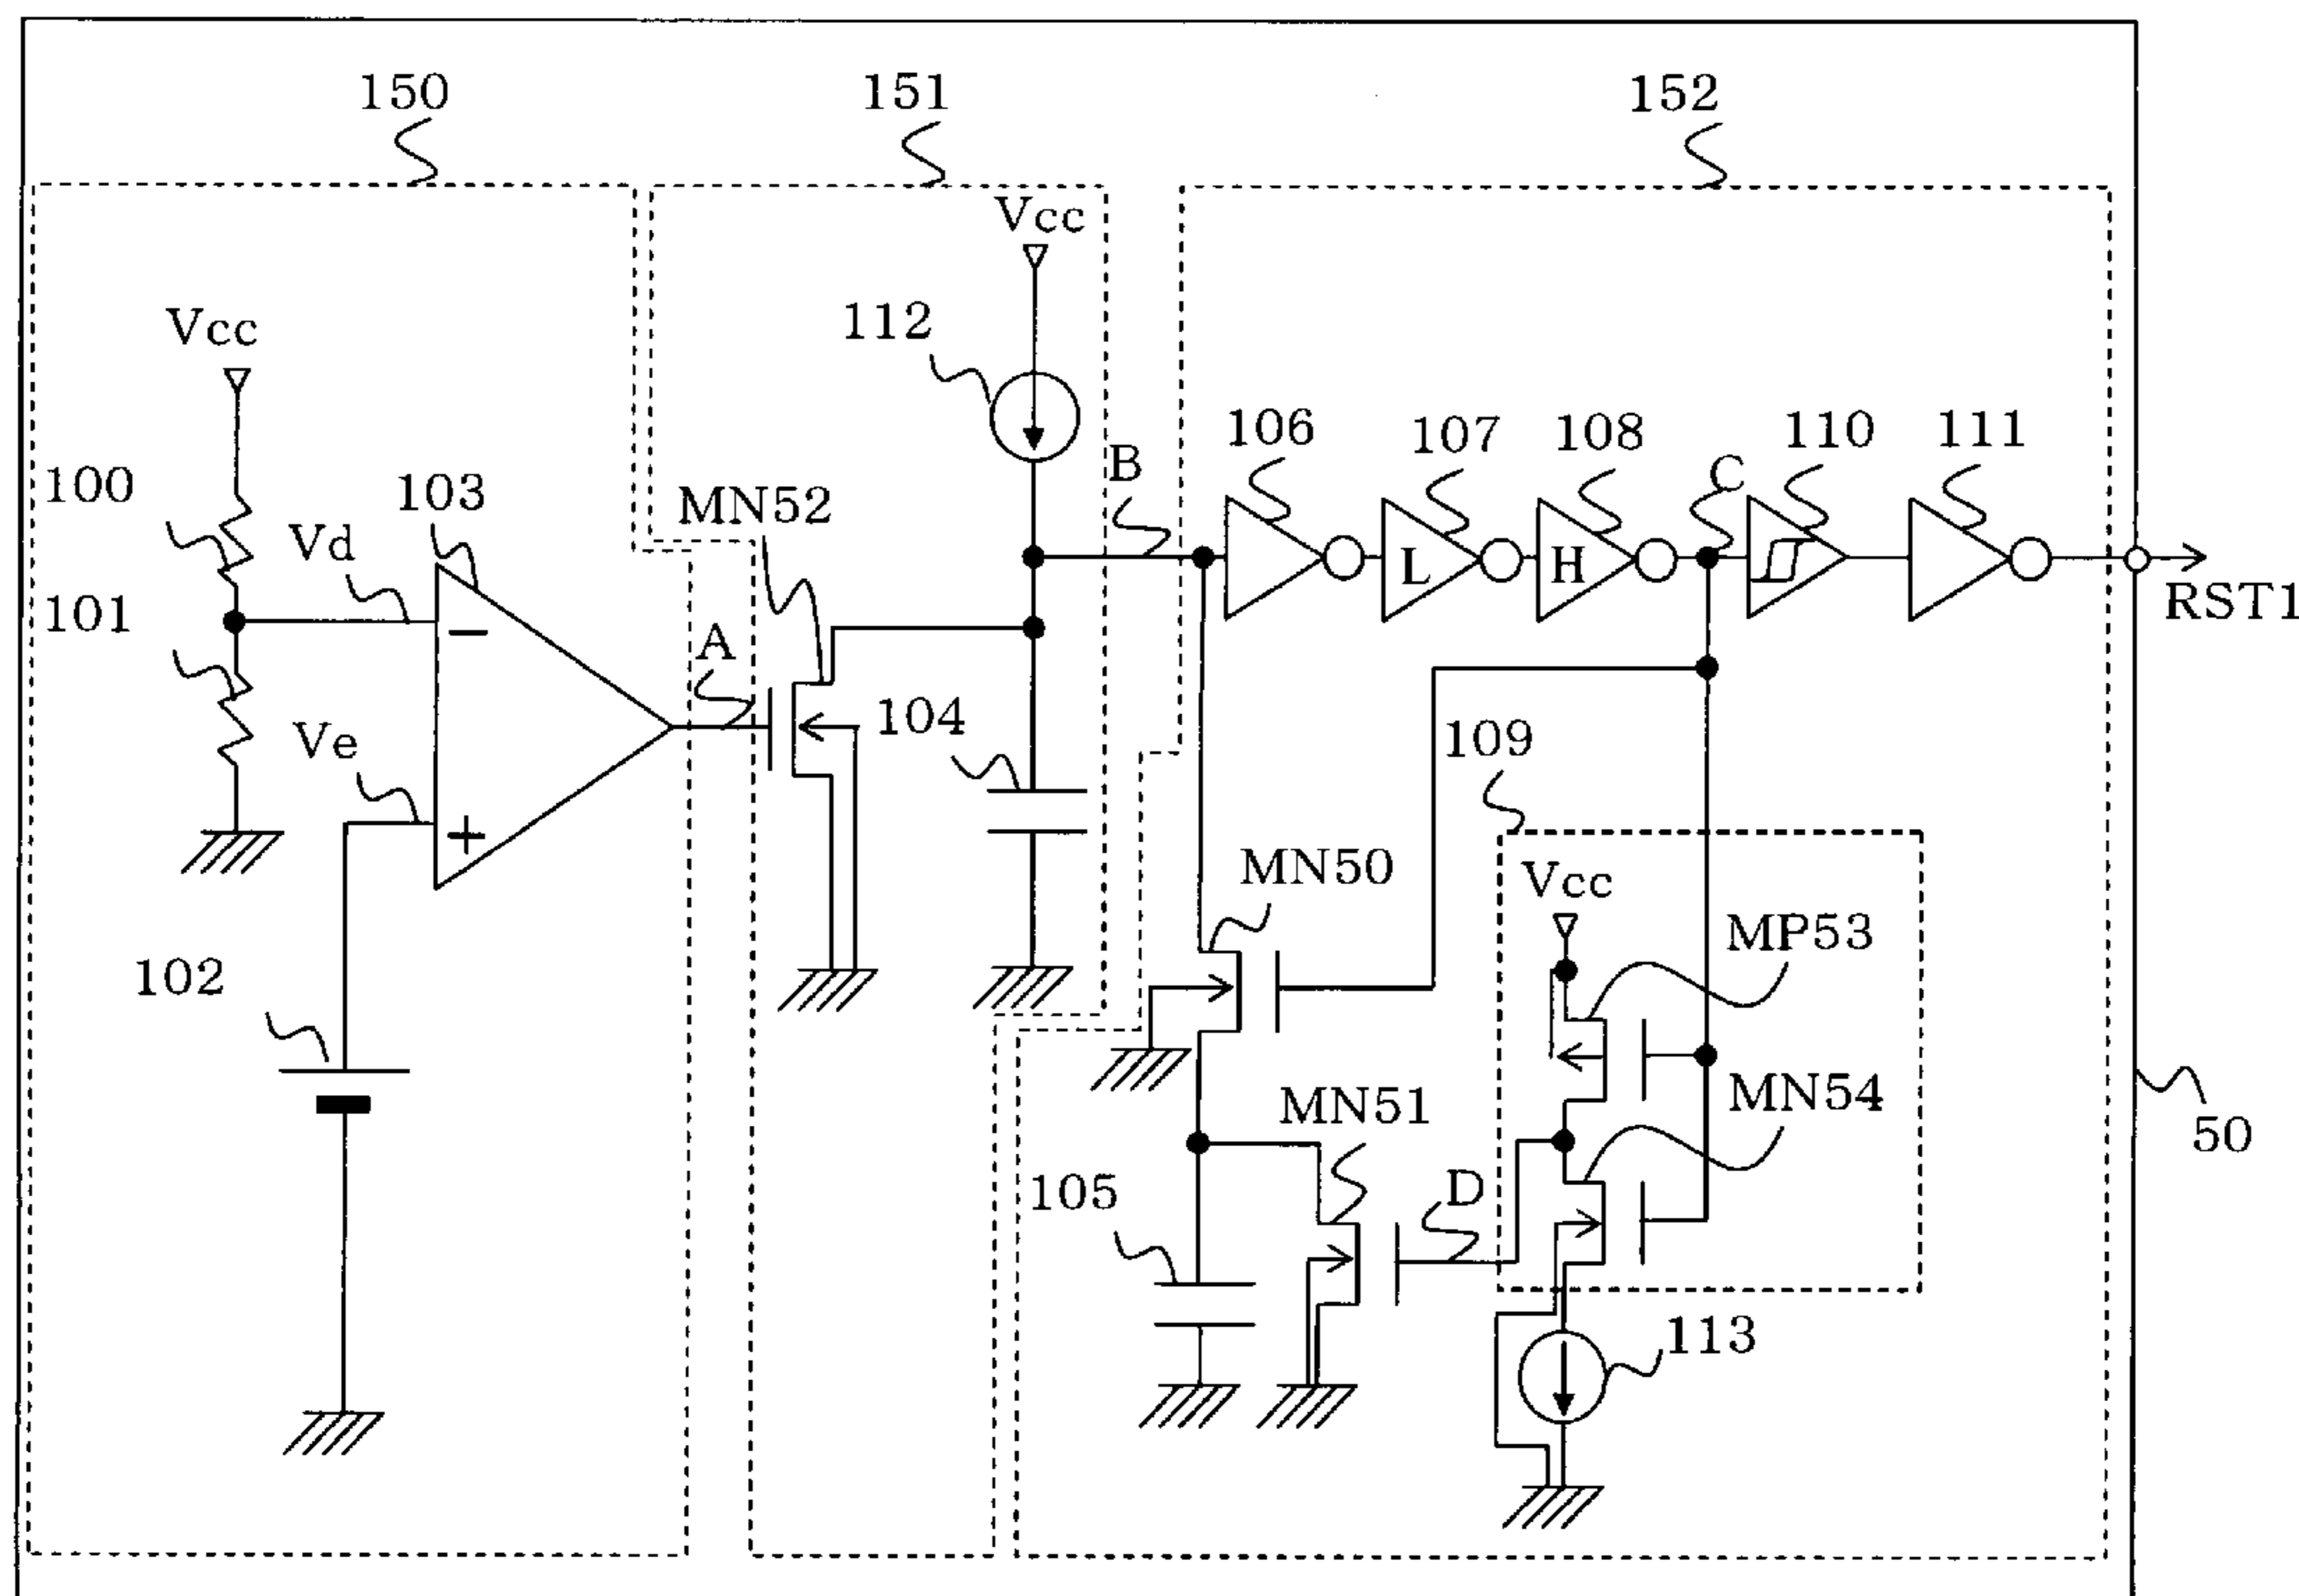 150
151
152
Vcc
Vcc
112
106
107
108
110
111
B
C
100
103
MN52
Vd
L
H
101
−
RST1
A
104
109
Ve
+
MN50
Vcc
MP53
102
MN51
MN54
50
105
D
113